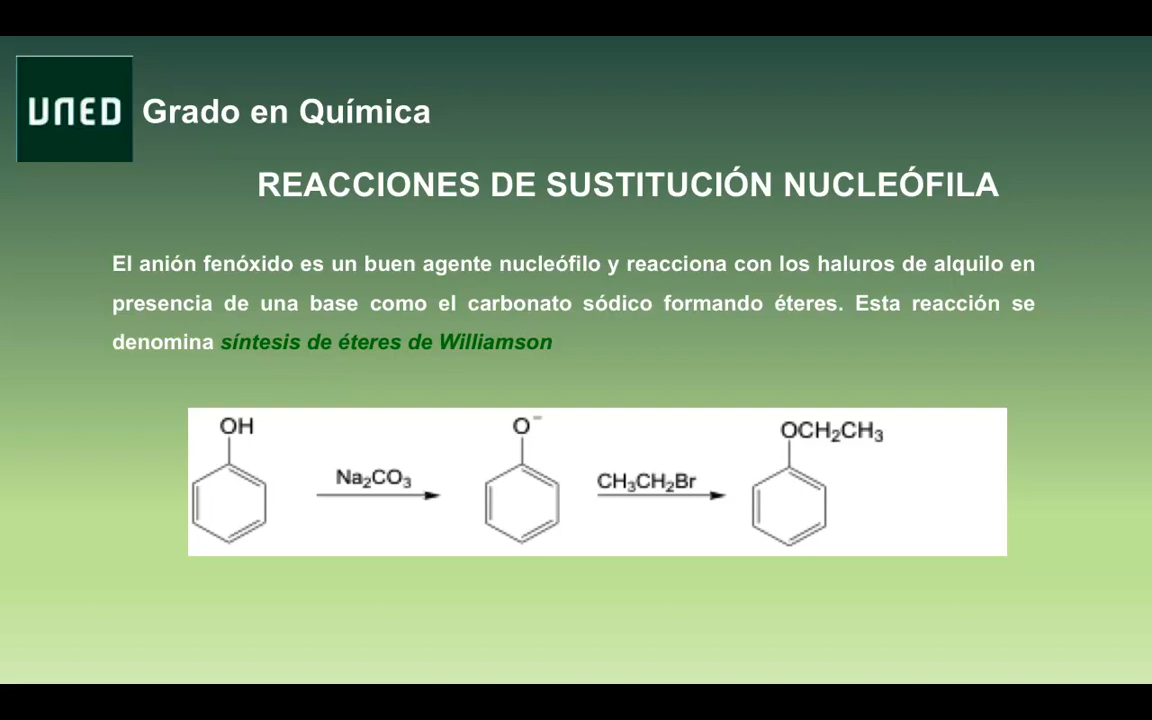 UNED
Grado en Química
REACCIONES DE SUSTITUCIÓN NUCLEÓFILA
El anión fenóxido es un buen agente nucleófilo y reacciona con los haluros de alquilo en
presencia de una base como el carbonato sódico formando éteres. Esta reacción se
denomina síntesis de éteres de Williamson
OH
Na₂CO₃
O⁻
CH₃CH₂Br
OCH₂CH₃